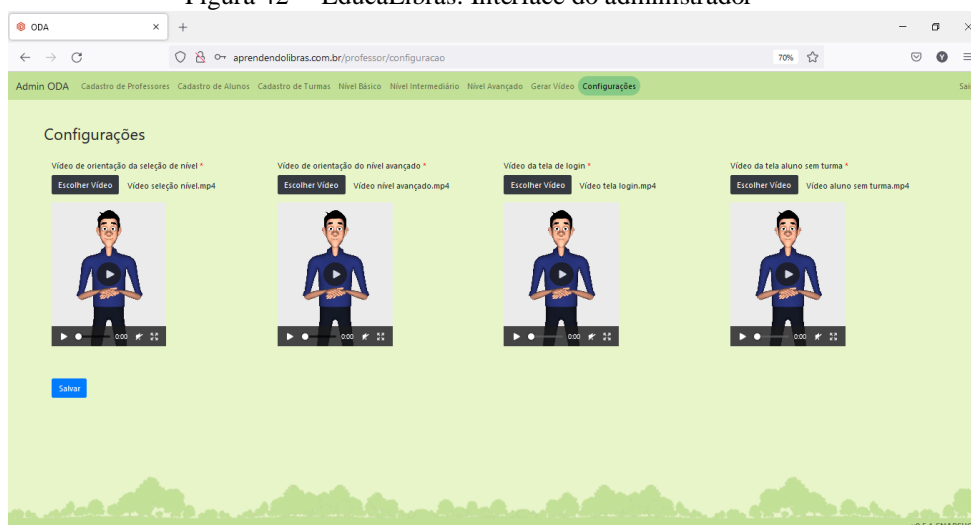 Figura 42 – EducaLibras: Interface do administrador
ODA
aprendendolibras.com.br/professor/configuracao
70%
Admin ODA Cadastro de Professores Cadastro de Alunos Cadastro de Turmas Nível Básico Nível Intermediário Nível Avançado Gerar Vídeo Configurações Sair
Configurações
Vídeo de orientação da seleção de nível * Vídeo de orientação do nível avançado * Vídeo da tela de login * Vídeo da tela aluno sem turma *
Escolher Vídeo Vídeo seleção nível.mp4 Escolher Vídeo Vídeo nível avançado.mp4 Escolher Vídeo Vídeo tela login.mp4 Escolher Vídeo Vídeo aluno sem turma.mp4
0:00 0:00 0:00 0:00
Salvar